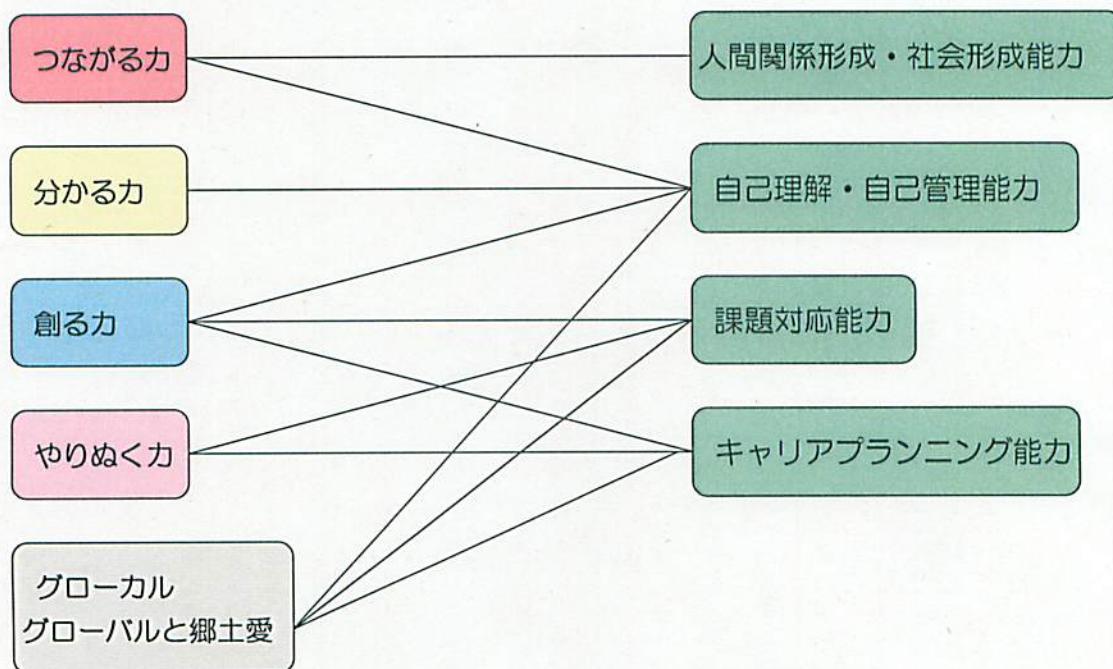 つながる力
人間関係形成・社会形成能力
分かる力
自己理解・自己管理能力
創る力
課題対応能力
やりぬく力
キャリアプランニング能力
グローカル
グローバルと郷土愛